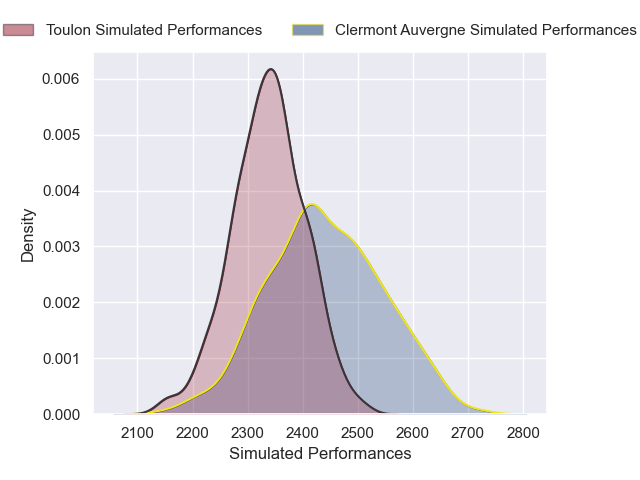 Toulon Simulated Performances
Clermont Auvergne Simulated Performances
0.006
0.005
0.004
0.003
0.002
0.001
0.000
Density
2100 2200 2300 2400 2500 2600 2700 2800
Simulated Performances